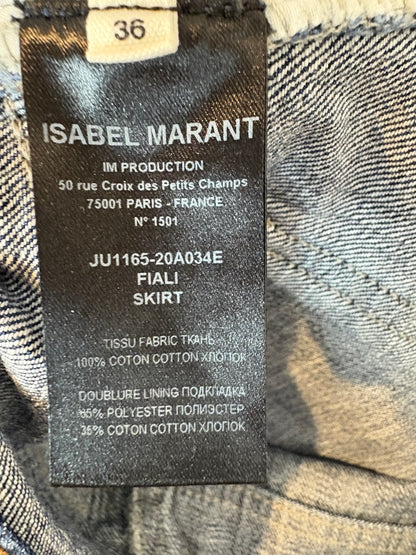 36
ISABEL MARANT
IM PRODUCTION
50 rue Croix des Petits Champs
75001 PARIS - FRANCE
N° 1501
JU1165-20A034E
FIALI
SKIRT
TISSU FABRIC ТКАНЬ
100% COTON COTTON ХЛОПОК
DOUBLURE LINING ПОДКЛАДКА
65% POLYESTER ПОЛИЭСТЕР
35% COTON COTTON ХЛОПОК